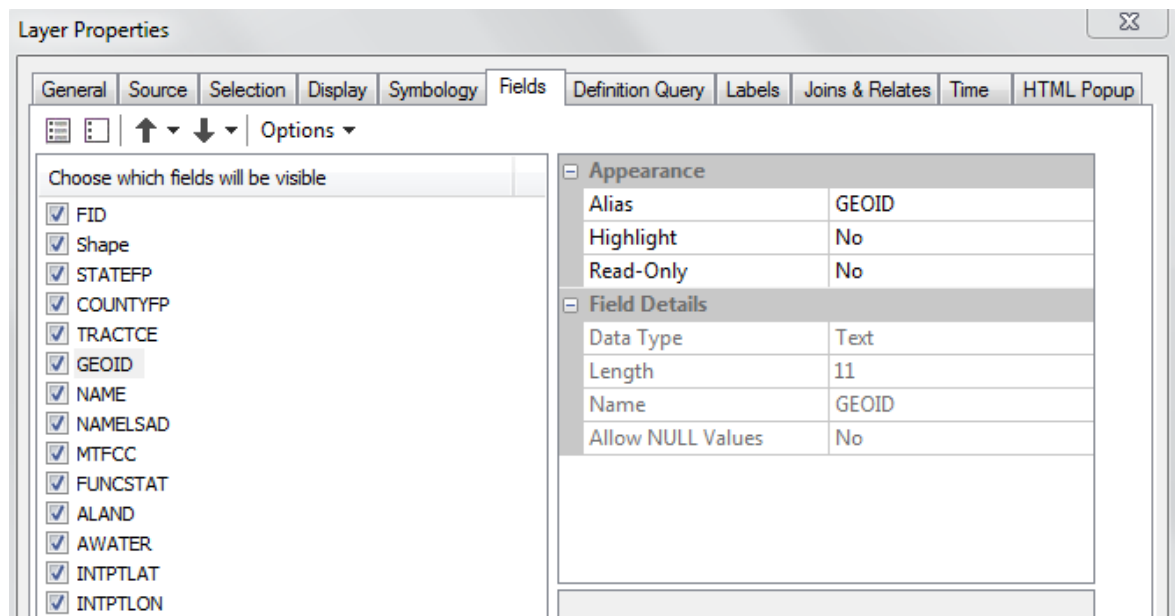 Layer Properties
General Source Selection Display Symbology Fields Definition Query Labels Joins & Relates Time HTML Popup
Options
Choose which fields will be visible
FID
Shape
STATEFP
COUNTYFP
TRACTCE
GEOID
NAME
NAMELSAD
MTFCC
FUNCSTAT
ALAND
AWATER
INTPTLAT
INTPTLON
Appearance
Alias GEOID
Highlight No
Read-Only No
Field Details
Data Type Text
Length 11
Name GEOID
Allow NULL Values No